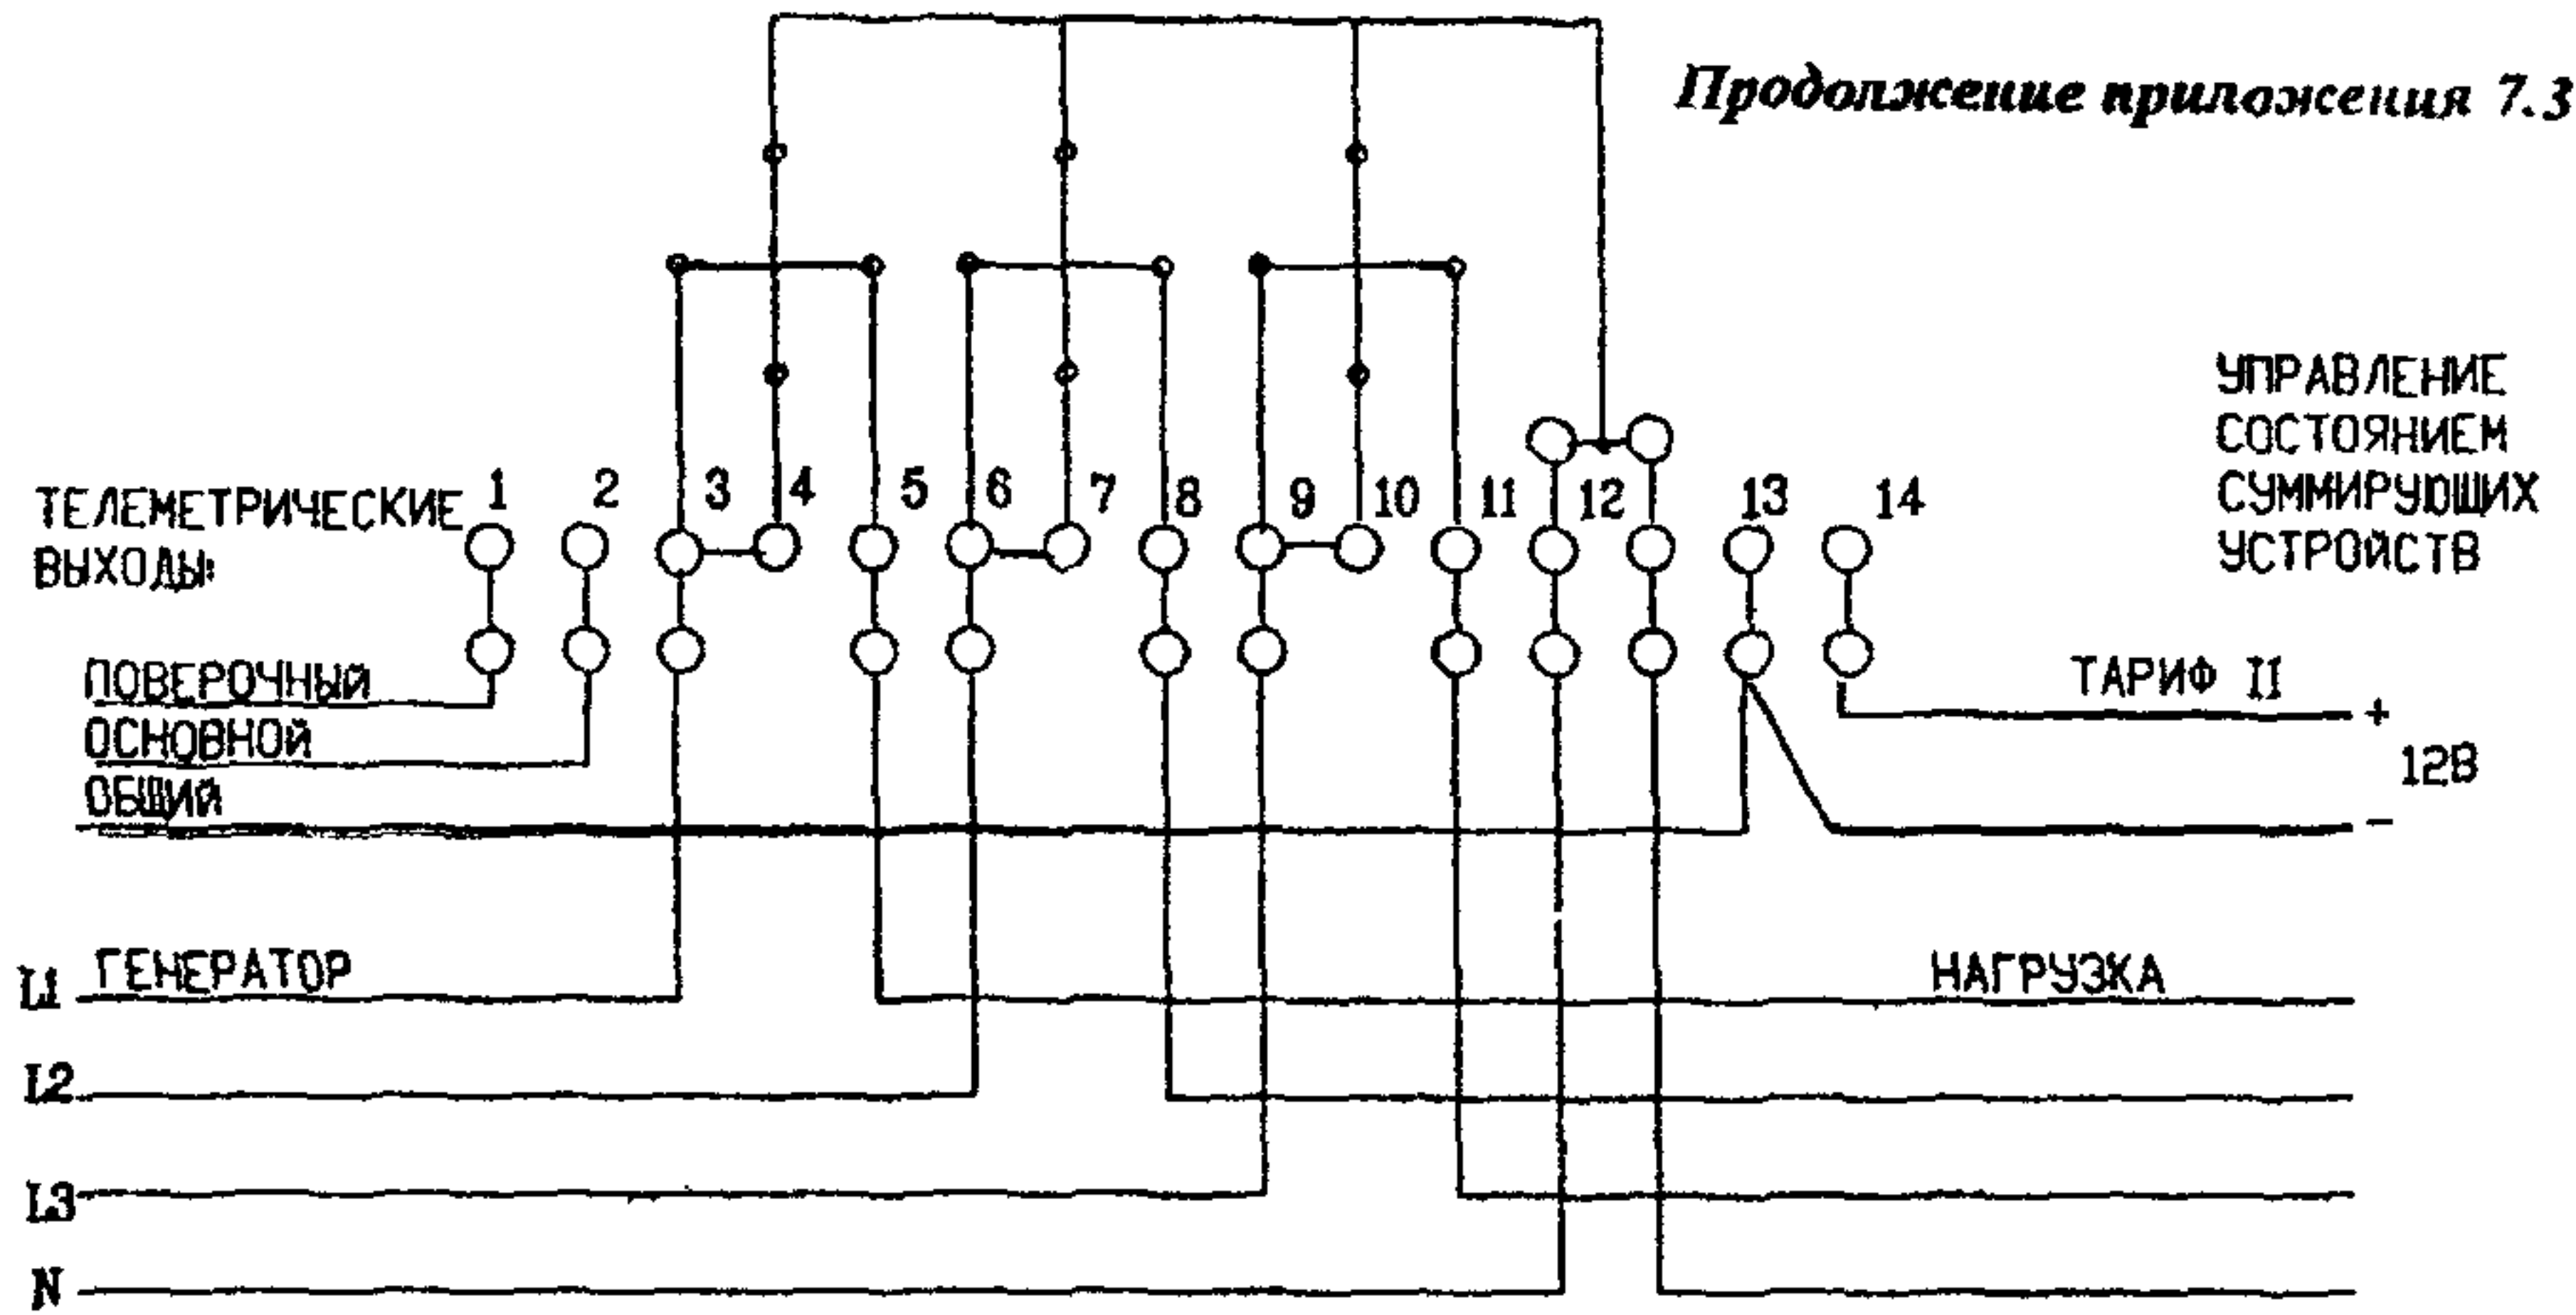 Продолжение приложения 7.3
УПРАВЛЕНИЕ
СОСТОЯНИЕМ
СУММИРУЮЩИХ
УСТРОЙСТВ
ТЕЛЕМЕТРИЧЕСКИЕ
ВЫХОДЫ:
1 2 3 4 5 6 7 8 9 10 11 12 13 14
ПОВЕРОЧНЫЙ
ОСНОВНОЙ
ОБЩИЙ
ТАРИФ II
+
12В
-
L1 ГЕНЕРАТОР
НАГРУЗКА
L2
L3
N